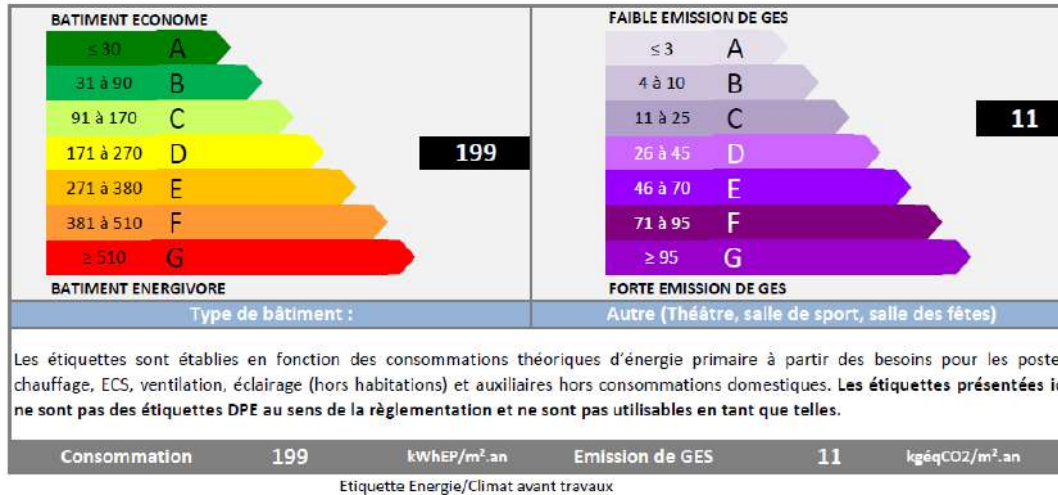 BATIMENT ECONOME
≤ 30 A
31 à 90 B
91 à 170 C
171 à 270 D 199
271 à 380 E
381 à 510 F
≥ 510 G
BATIMENT ENERGIVORE
FAIBLE EMISSION DE GES
≤ 3 A
4 à 10 B
11 à 25 C 11
26 à 45 D
46 à 70 E
71 à 95 F
≥ 95 G
FORTE EMISSION DE GES
Type de bâtiment : Autre (Théâtre, salle de sport, salle des fêtes)
Les étiquettes sont établies en fonction des consommations théoriques d'énergie primaire à partir des besoins pour les poste
chauffage, ECS, ventilation, éclairage (hors habitations) et auxiliaires hors consommations domestiques. Les étiquettes présentées i
ne sont pas des étiquettes DPE au sens de la règlementation et ne sont pas utilisables en tant que telles.
Consommation 199 kWhEP/m².an Emission de GES 11 kgéqCO2/m².an
Etiquette Energie/Climat avant travaux